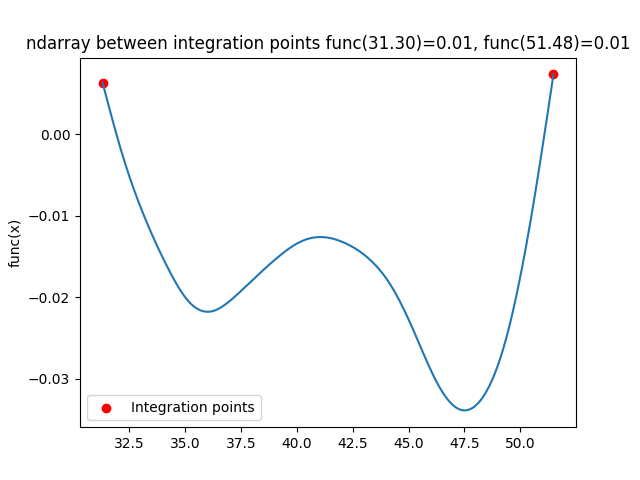 ndarray between integration points func(31.30)=0.01, func(51.48)=0.01
0.00
−0.01
−0.02
−0.03
func(x)
Integration points
32.5 35.0 37.5 40.0 42.5 45.0 47.5 50.0